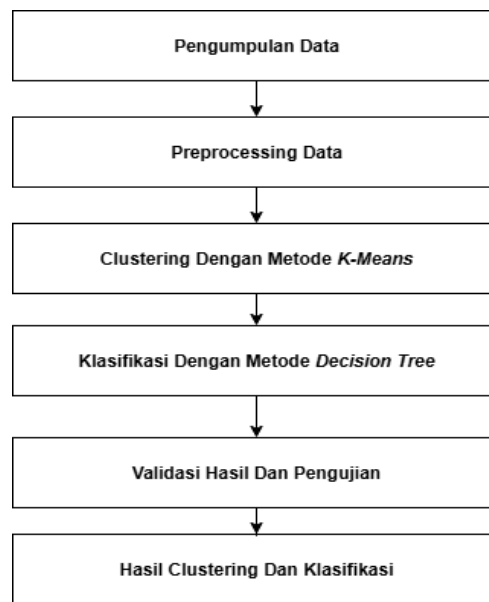 Pengumpulan Data
Preprocessing Data
Clustering Dengan Metode K-Means
Klasifikasi Dengan Metode Decision Tree
Validasi Hasil Dan Pengujian
Hasil Clustering Dan Klasifikasi